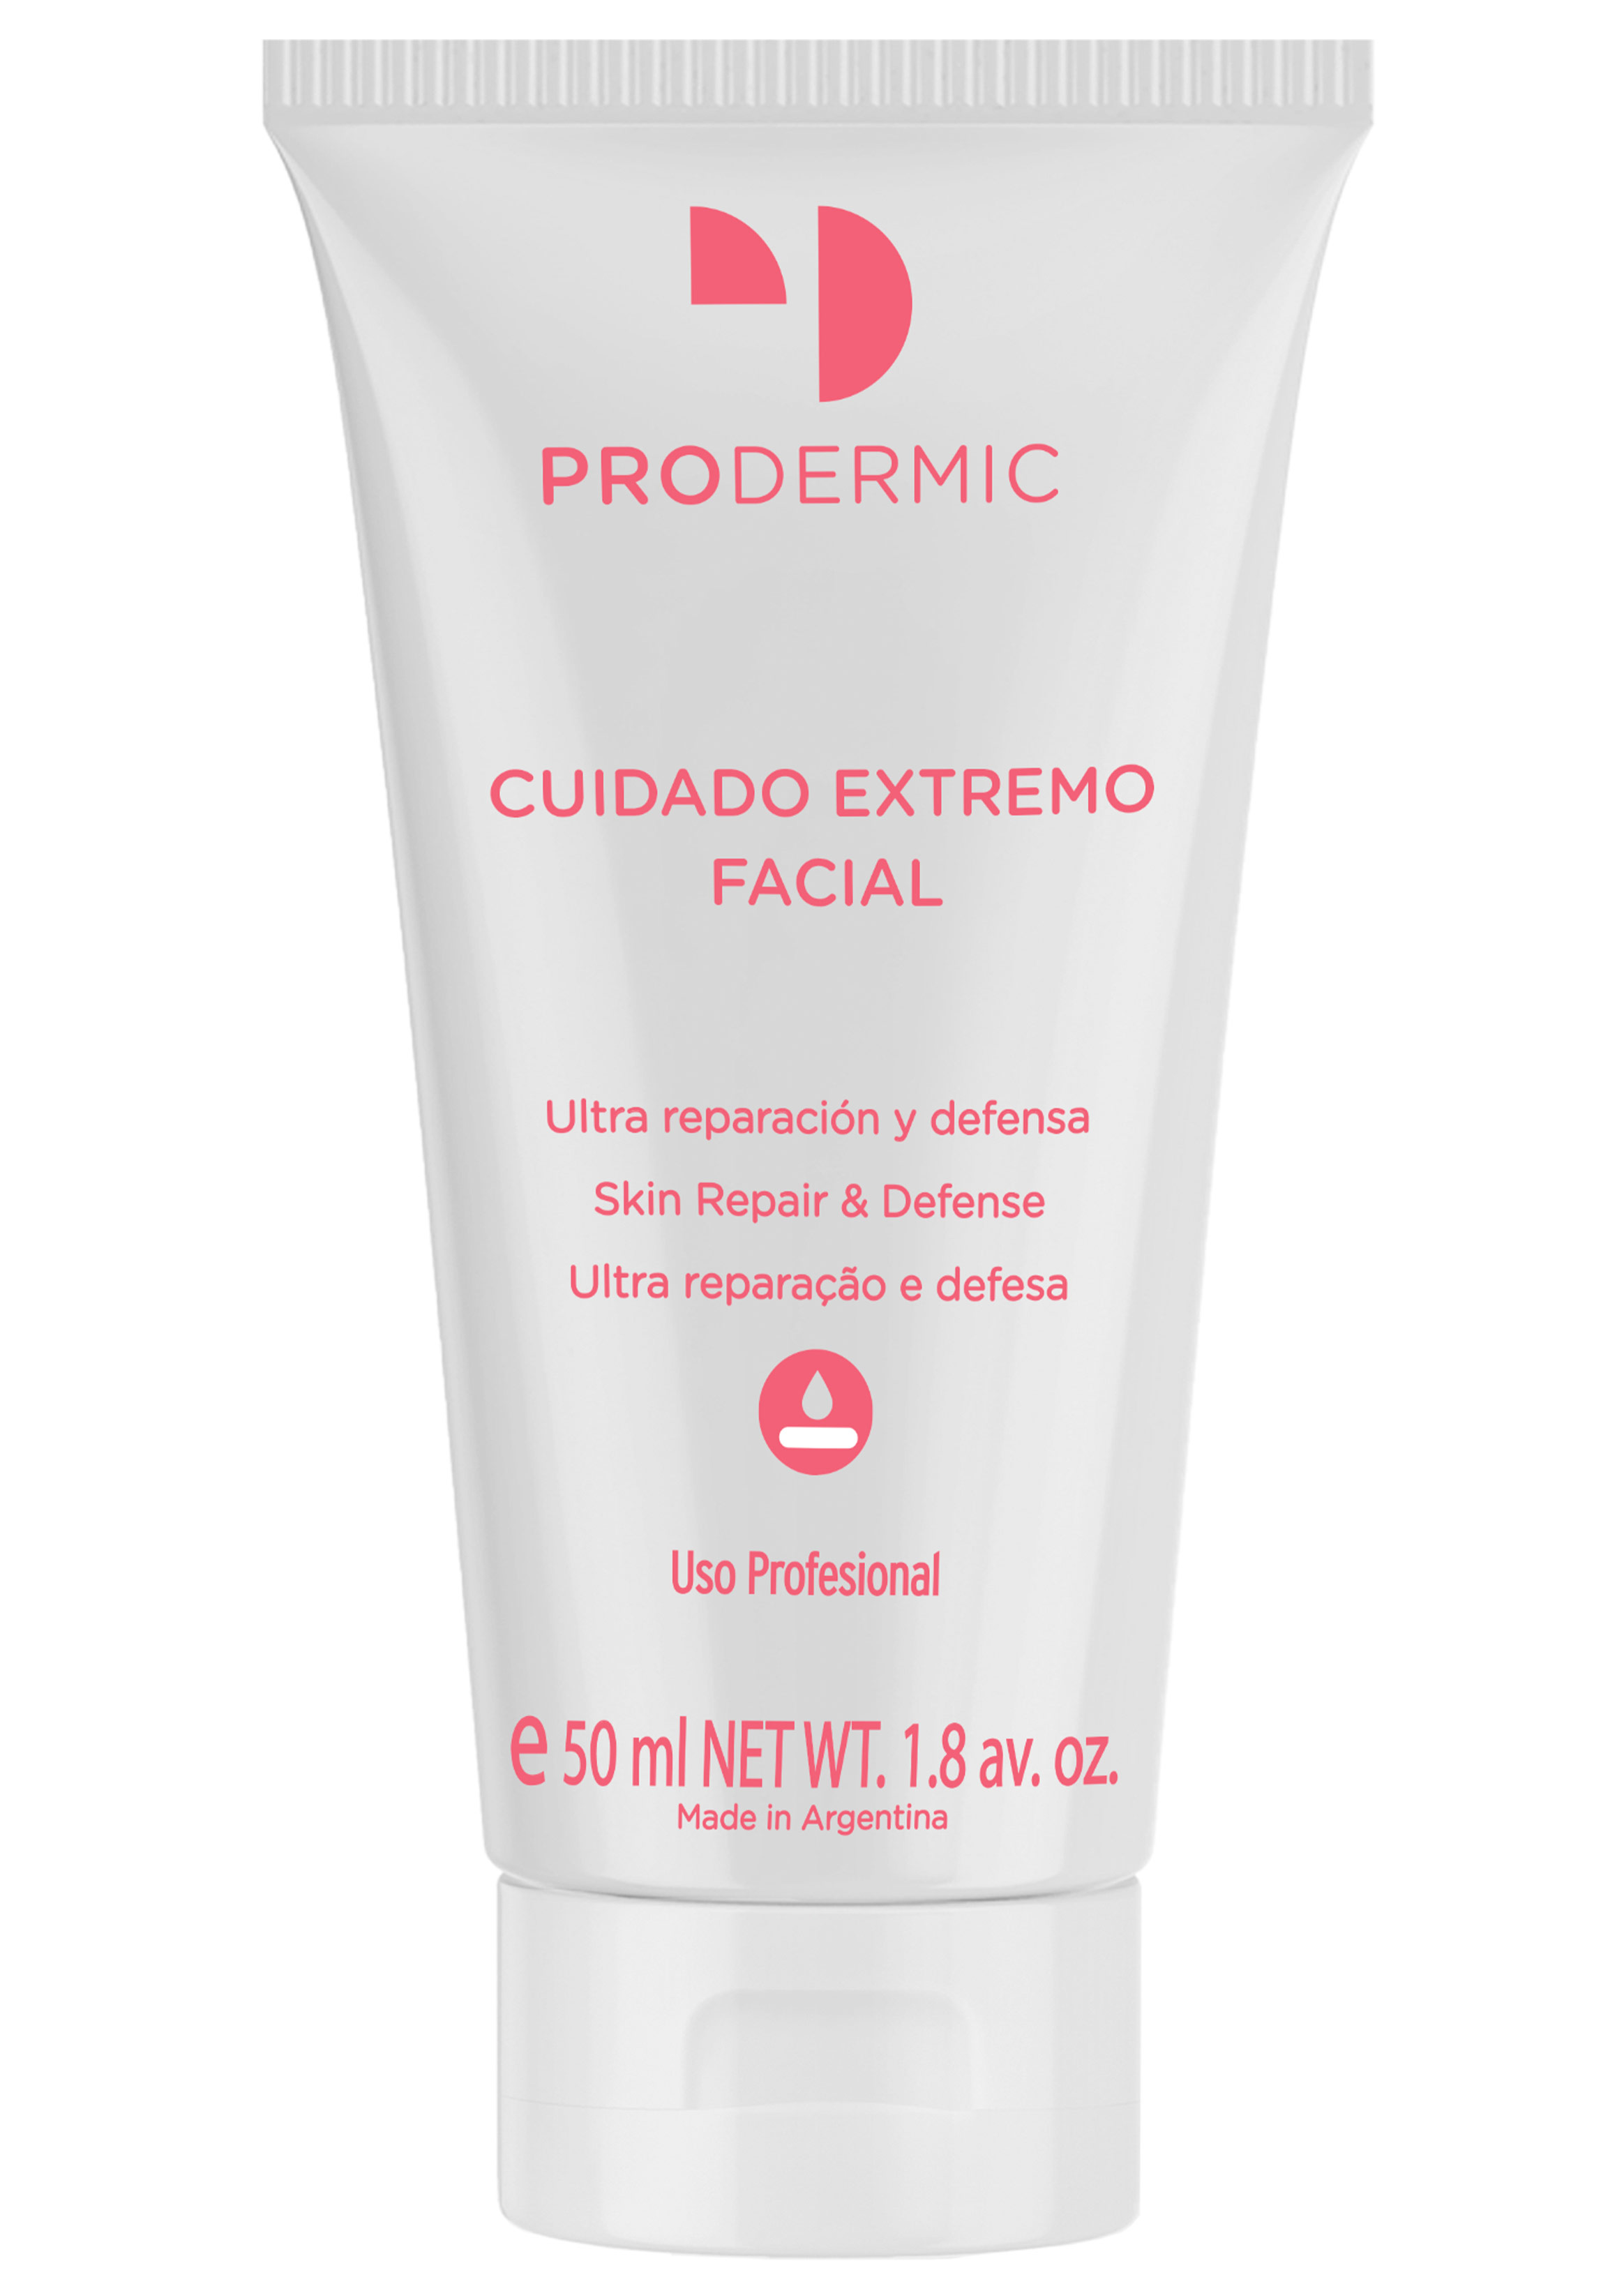 PRODERMIC
CUIDADO EXTREMO
FACIAL
Ultra reparación y defensa
Skin Repair & Defense
Ultra reparação e defesa
Uso Profesional
e 50 ml NET WT. 1.8 av. oz.
Made in Argentina